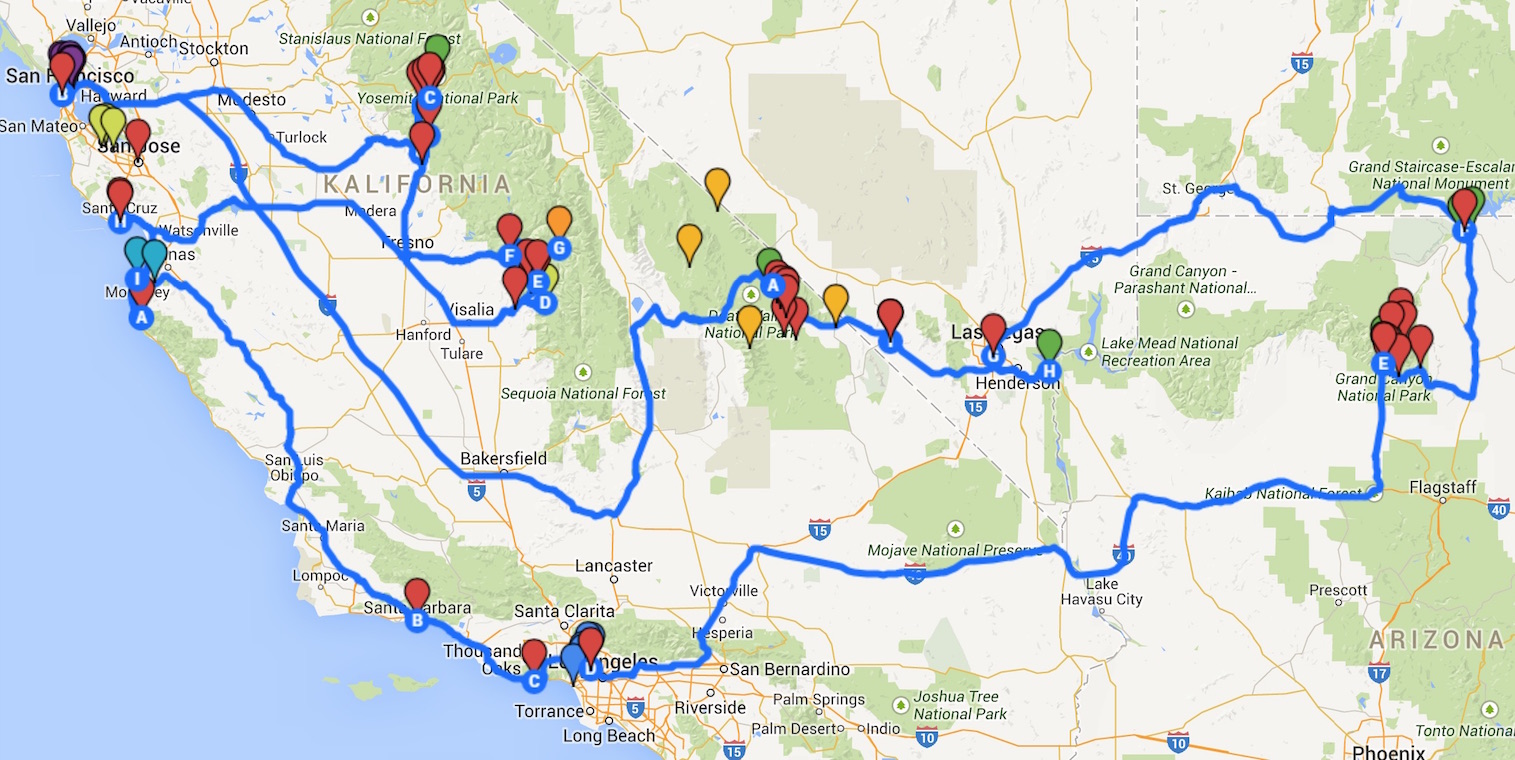 Vacaville
Vallejo
Antioch
Stockton
Stanislaus National Forest
15
San Francisco
Hayward
Modesto
Yosemite National Park
San Mateo
Turlock
San Jose
KALIFORNIA
Grand Staircase-Escalan
National Monument
St. George
Santa Cruz
Madera
Watsonville
Fresno
C
H
F
G
I
E
D
A
A
Monterey
Visalia
Hanford
Tulare
Death Valley
National Park
Las Vegas
H
Henderson
Lake Mead National
Recreation Area
Grand Canyon -
Parashant National...
15
E
Grand Canyon
National Park
Sequoia National Forest
San Luis
Obispo
Bakersfield
5
Santa Maria
15
Kaibab National Forest
Flagstaff
40
Mojave National Preserve
40
Lompoc
Lancaster
Victorville
Lake
Havasu City
Prescott
Santa Barbara
B
Santa Clarita
Hesperia
ARIZONA
Thousand
Oaks
C
Los Angeles
San Bernardino
17
Torrance
5
Riverside
Palm Springs
Joshua Tree
National Park
Long Beach
Palm Desert
Indio
10
15
10
Tonto National
Phoenix